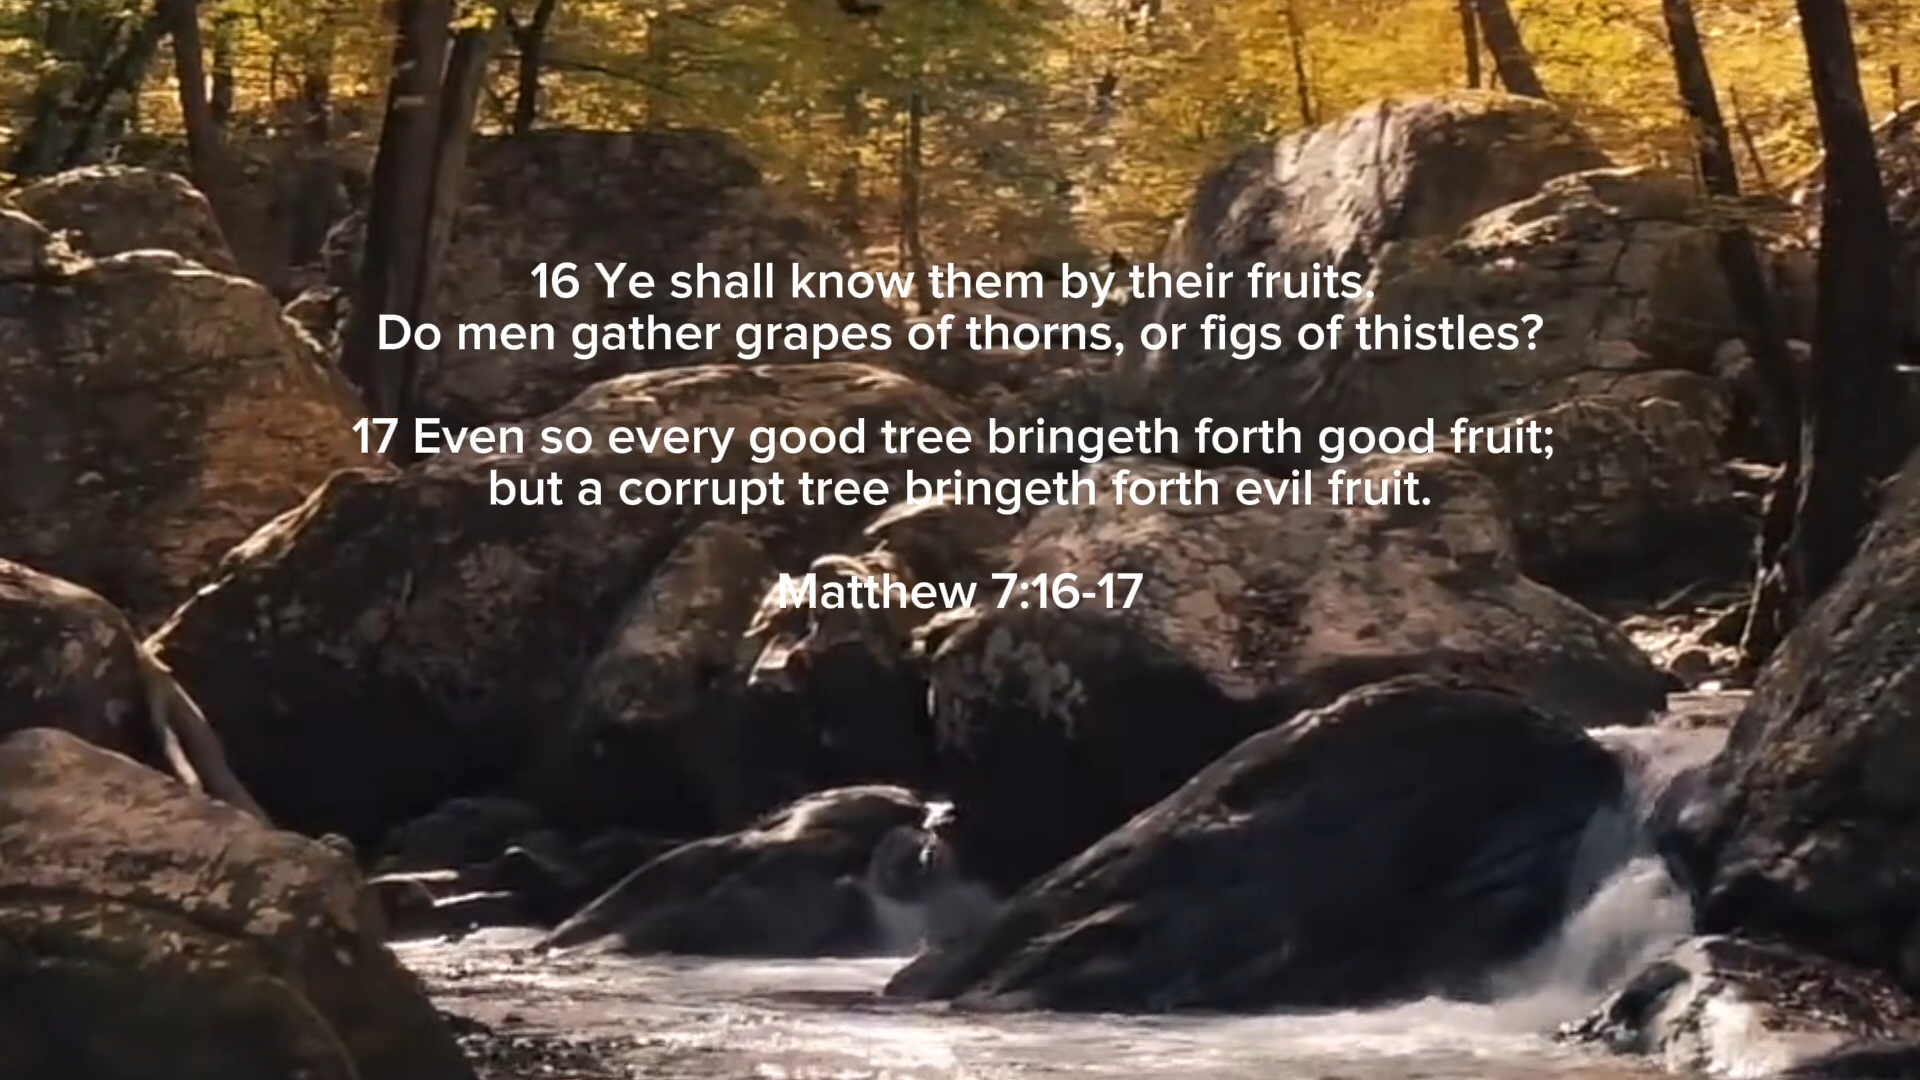 16 Ye shall know them by their fruits.
Do men gather grapes of thorns, or figs of thistles?
17 Even so every good tree bringeth forth good fruit;
but a corrupt tree bringeth forth evil fruit.
Matthew 7:16-17